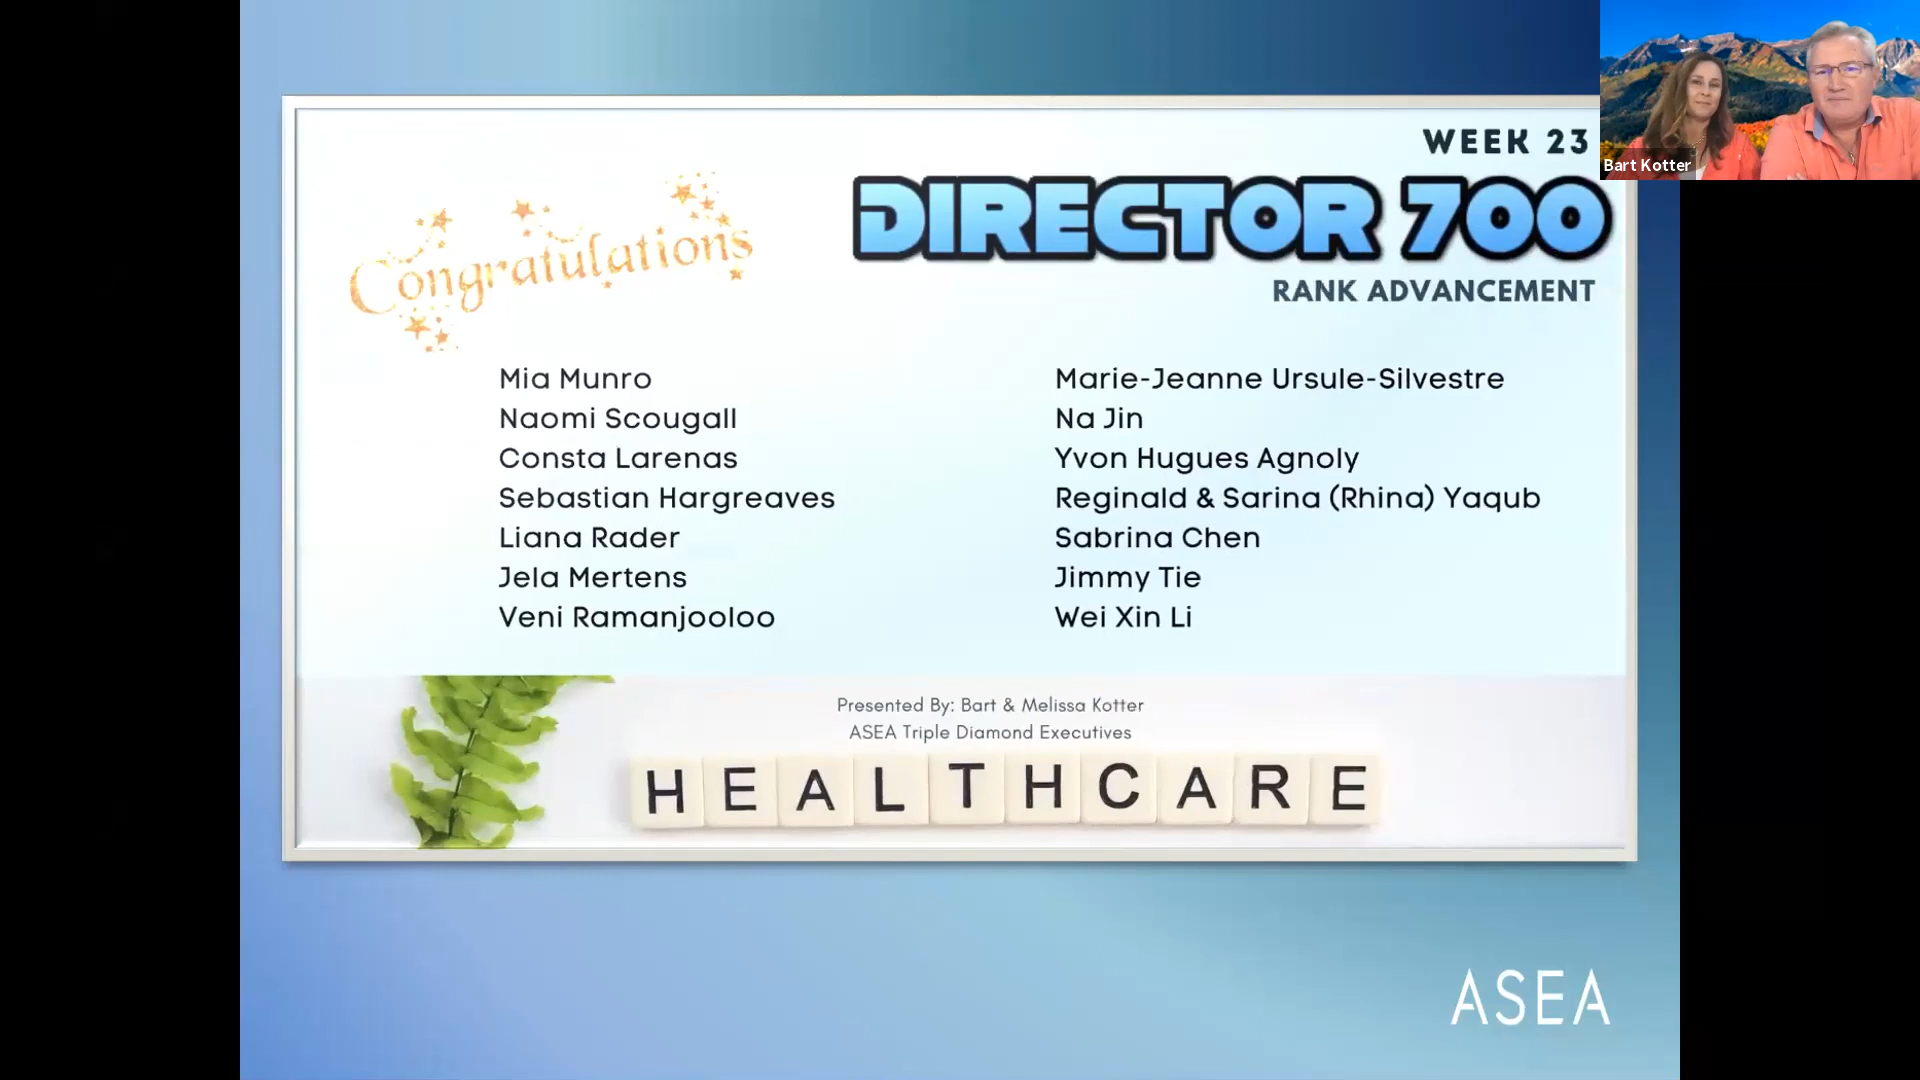 WEEK 23
DIRECTOR 700
RANK ADVANCEMENT
Congratulations
Mia Munro
Naomi Scougall
Consta Larenas
Sebastian Hargreaves
Liana Rader
Jela Mertens
Veni Ramanjooloo
Marie-Jeanne Ursule-Silvestre
Na Jin
Yvon Hugues Agnoly
Reginald & Sarina (Rhina) Yaqub
Sabrina Chen
Jimmy Tie
Wei Xin Li
Presented By: Bart & Melissa Kotter
ASEA Triple Diamond Executives
HEALTHCARE
ASEA
Bart Kotter